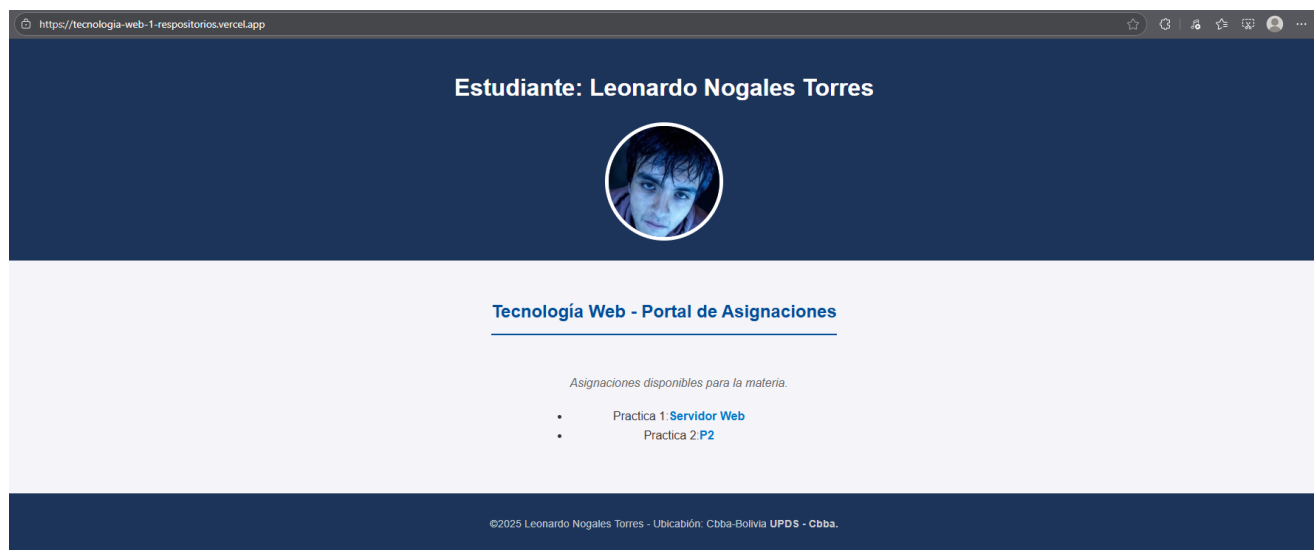 https://tecnologia-web-1-respositorios.vercel.app
Estudiante: Leonardo Nogales Torres
Tecnología Web - Portal de Asignaciones
Asignaciones disponibles para la materia.
Practica 1:Servidor Web
Practica 2:P2
©2025 Leonardo Nogales Torres - Ubicabión: Cbba-Bolivia UPDS - Cbba.